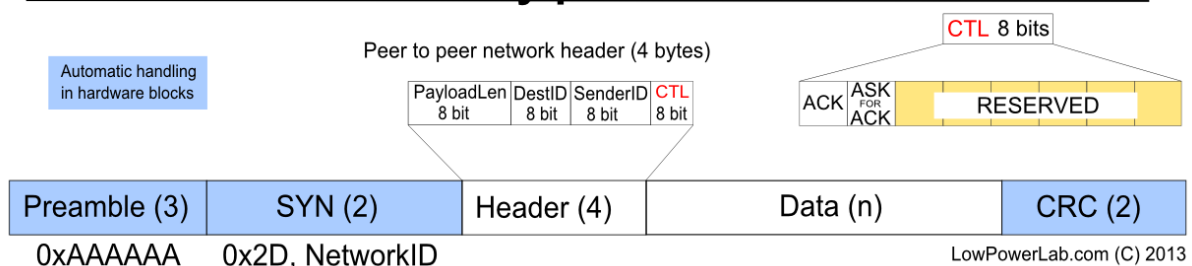 CTL 8 bits
Peer to peer network header (4 bytes)
Automatic handling
in hardware blocks
PayloadLen DestID SenderID CTL
8 bit 8 bit 8 bit 8 bit
ACK
ASK
FOR
ACK
RESERVED
Preamble (3) SYN (2) Header (4) Data (n) CRC (2)
0xAAAAAA 0x2D, NetworkID LowPowerLab.com (C) 2013